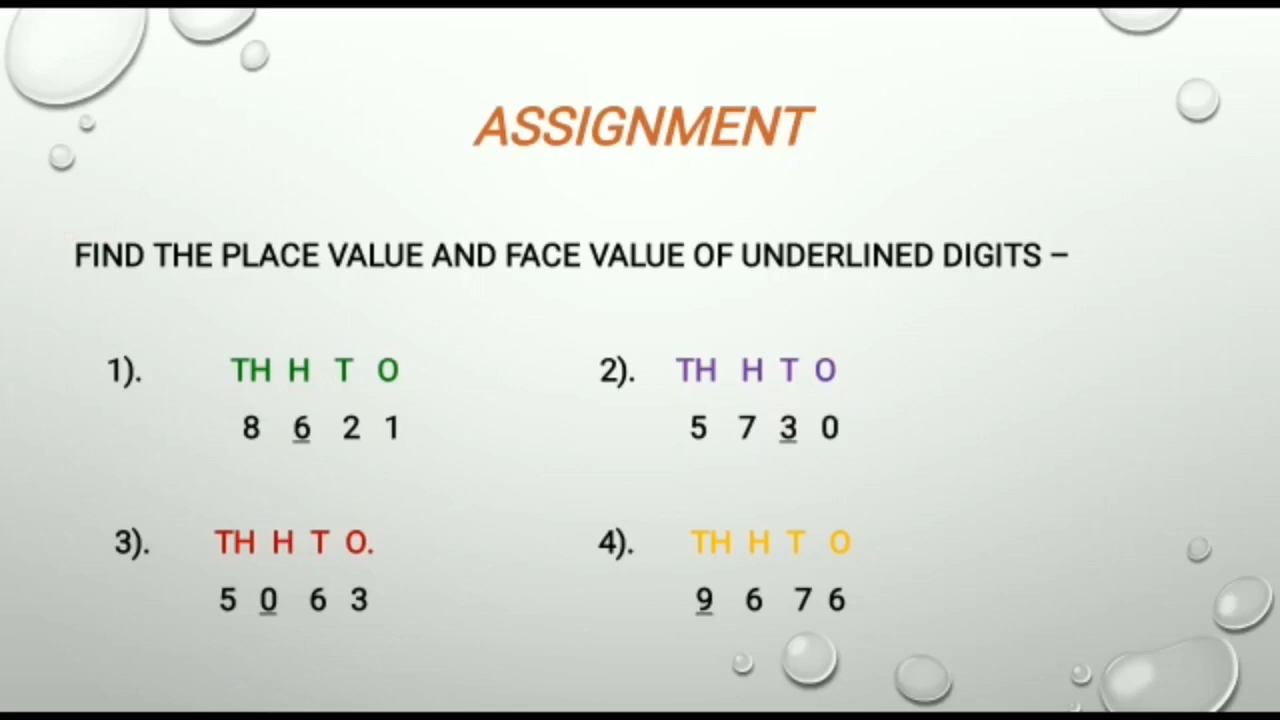 ASSIGNMENT
FIND THE PLACE VALUE AND FACE VALUE OF UNDERLINED DIGITS –
1). TH H T O
8 6 2 1
2). TH H T O
5 7 3 0
3). TH H T O.
5 0 6 3
4). TH H T O
9 6 7 6